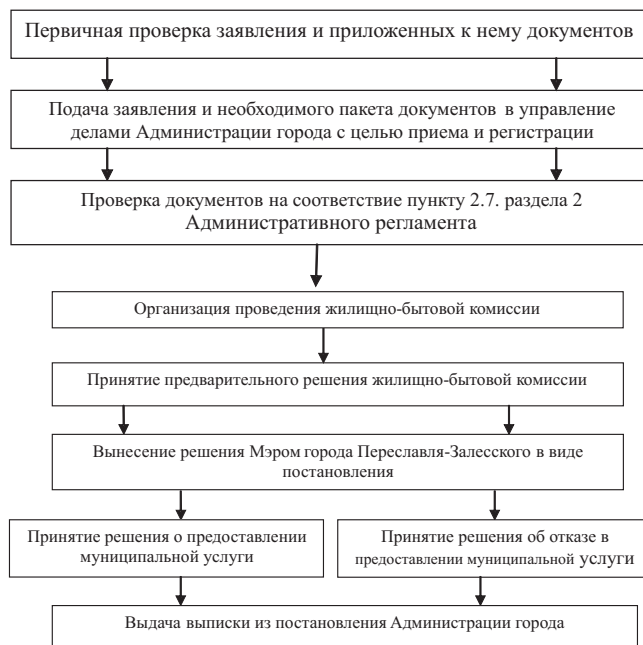 Первичная проверка заявления и приложенных к нему документов
Подача заявления и необходимого пакета документов в управление
делами Администрации города с целью приема и регистрации
Проверка документов на соответствие пункту 2.7. раздела 2
Административного регламента
Организация проведения жилищно-бытовой комиссии
Принятие предварительного решения жилищно-бытовой комиссии
Вынесение решения Мэром города Переславля-Залесского в виде
постановления
Принятие решения о предоставлении
муниципальной услуги
Принятие решения об отказе в
предоставлении муниципальной услуги
Выдача выписки из постановления Администрации города